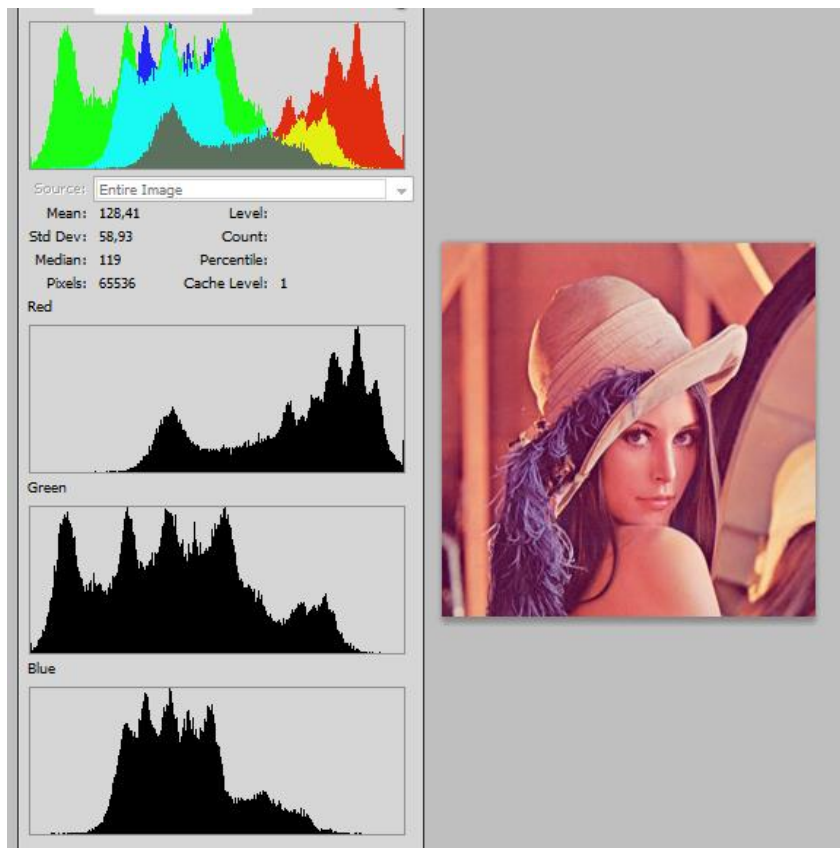 Source: Entire Image
Mean: 128,41 Level:
Std Dev: 58,93 Count:
Median: 119 Percentile:
Pixels: 65536 Cache Level: 1
Red
Green
Blue